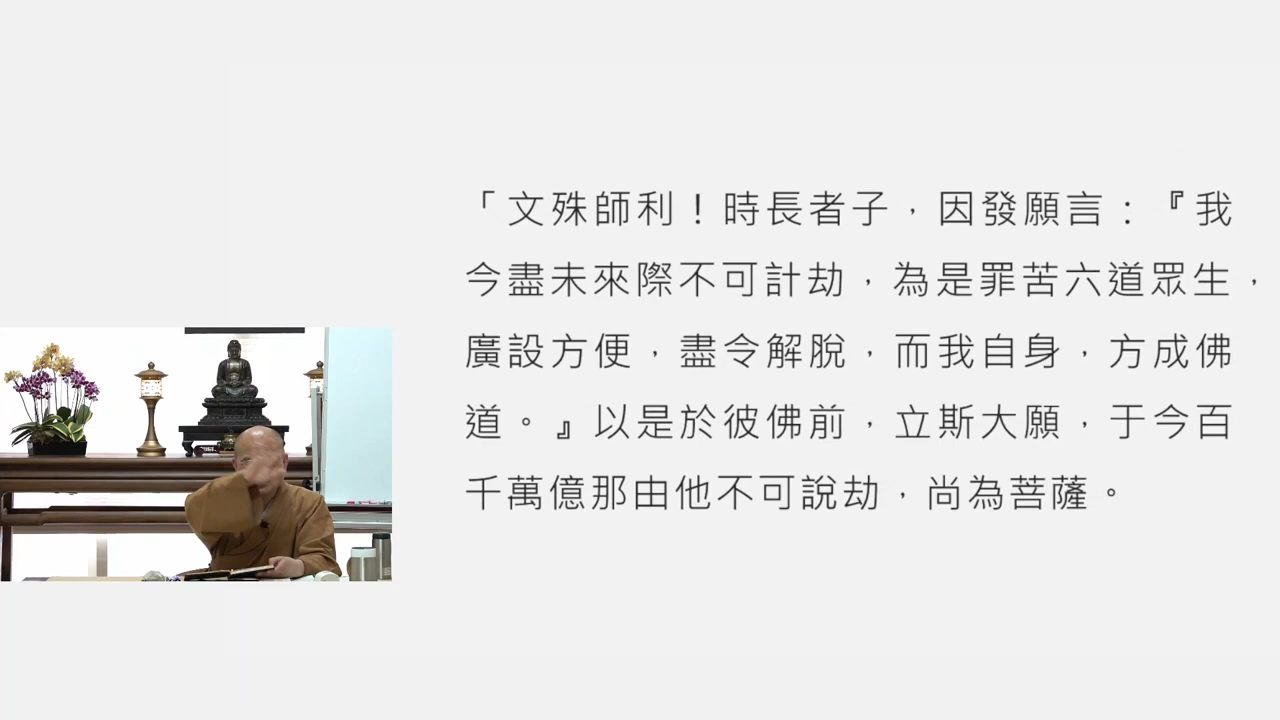 「文殊師利！時長者子，因發願言：『我
今盡未來際不可計劫，為是罪苦六道眾生，
廣設方便，盡令解脫，而我自身，方成佛
道。』以是於彼佛前，立斯大願，于今百
千萬億那由他不可說劫，尚為菩薩。